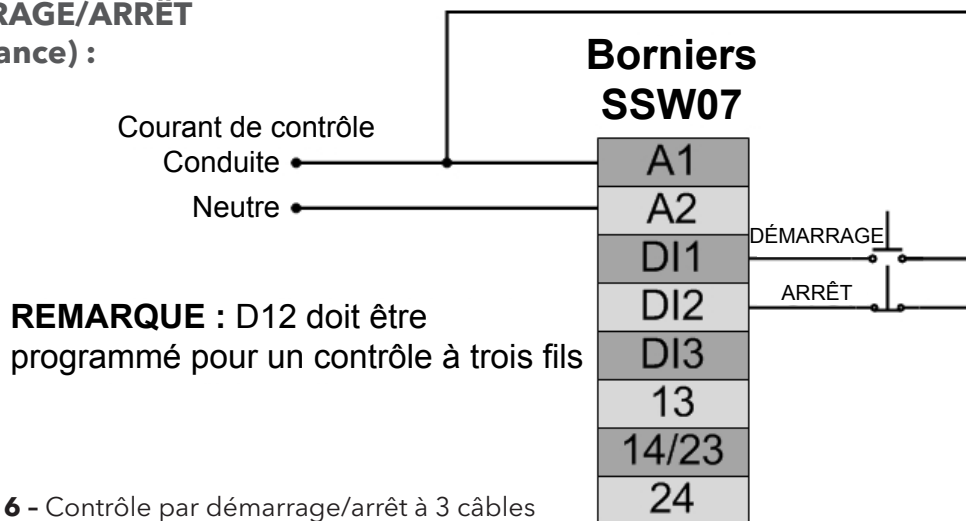 RAGE/ARRÊT
ance) :
Borniers
SSW07
Courant de contrôle
Conduite
Neutre
A1
A2
DI1
DI2
DI3
13
14/23
24
DÉMARRAGE
ARRÊT
REMARQUE : D12 doit être
programmé pour un contrôle à trois fils
6 – Contrôle par démarrage/arrêt à 3 câbles